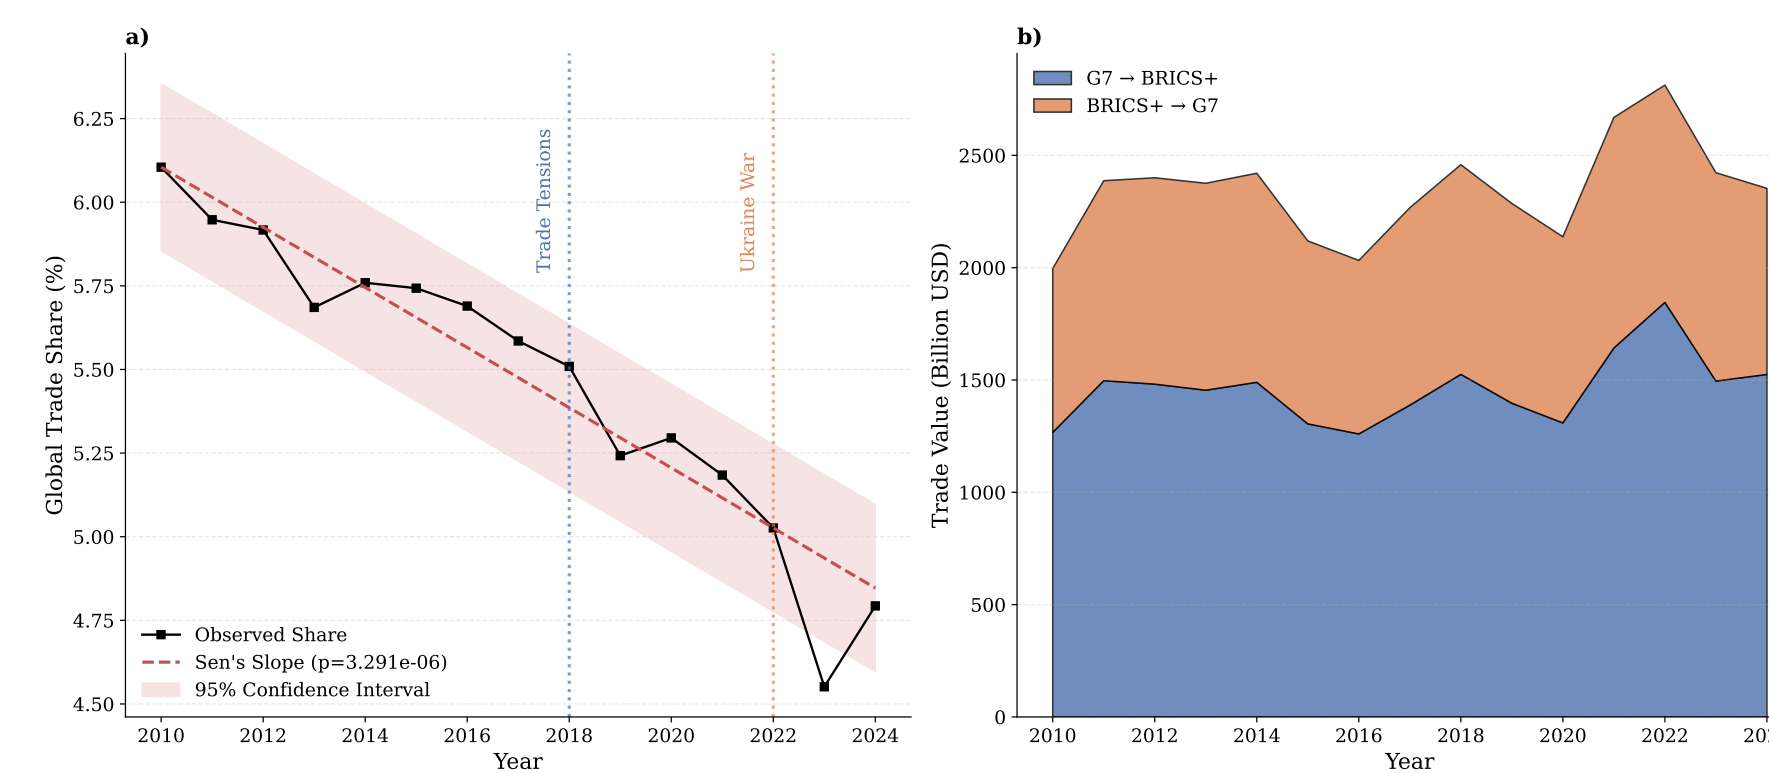 a)
Global Trade Share (%)
6.25
6.00
5.75
5.50
5.25
5.00
4.75
4.50
Trade Tensions
Ukraine War
Observed Share
Sen's Slope (p=3.291e-06)
95% Confidence Interval
2010 2012 2014 2016 2018 2020 2022 2024
Year
b)
G7 → BRICS+
BRICS+ → G7
Trade Value (Billion USD)
2500
2000
1500
1000
500
0
2010 2012 2014 2016 2018 2020 2022
Year